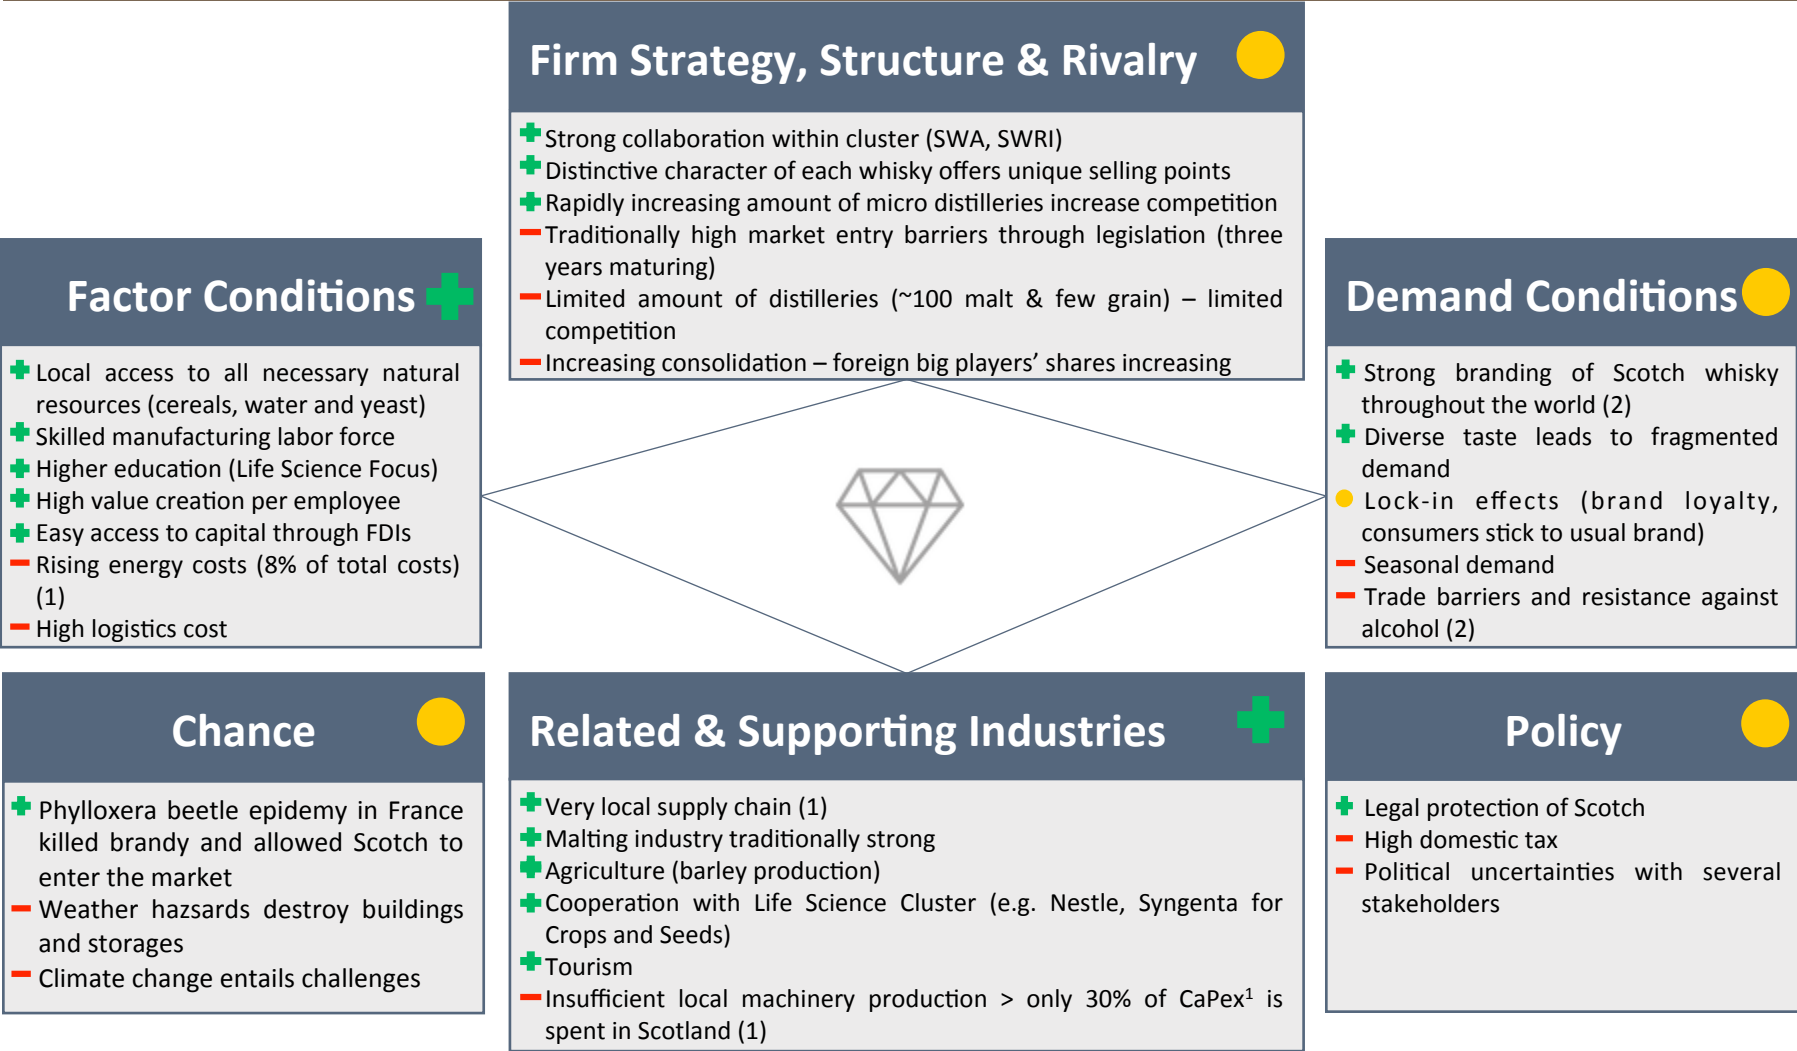 Firm Strategy, Structure & Rivalry
Strong collaboration within cluster (SWA, SWRI)
Distinctive character of each whisky offers unique selling points
Rapidly increasing amount of micro distilleries increase competition
Traditionally high market entry barriers through legislation (three
years maturing)
Limited amount of distilleries (~100 malt & few grain) – limited
competition
Increasing consolidation – foreign big players’ shares increasing
Factor Conditions
Local access to all necessary natural
resources (cereals, water and yeast)
Skilled manufacturing labor force
Higher education (Life Science Focus)
High value creation per employee
Easy access to capital through FDIs
Rising energy costs (8% of total costs)
(1)
High logistics cost
Demand Conditions
Strong branding of Scotch whisky
throughout the world (2)
Diverse taste leads to fragmented
demand
Lock-in effects (brand loyalty,
consumers stick to usual brand)
Seasonal demand
Trade barriers and resistance against
alcohol (2)
Chance
Phylloxera beetle epidemy in France
killed brandy and allowed Scotch to
enter the market
Weather hazsards destroy buildings
and storages
Climate change entails challenges
Related & Supporting Industries
Very local supply chain (1)
Malting industry traditionally strong
Agriculture (barley production)
Cooperation with Life Science Cluster (e.g. Nestle, Syngenta for
Crops and Seeds)
Tourism
Insufficient local machinery production > only 30% of CaPex¹ is
spent in Scotland (1)
Policy
Legal protection of Scotch
High domestic tax
Political uncertainties with several
stakeholders